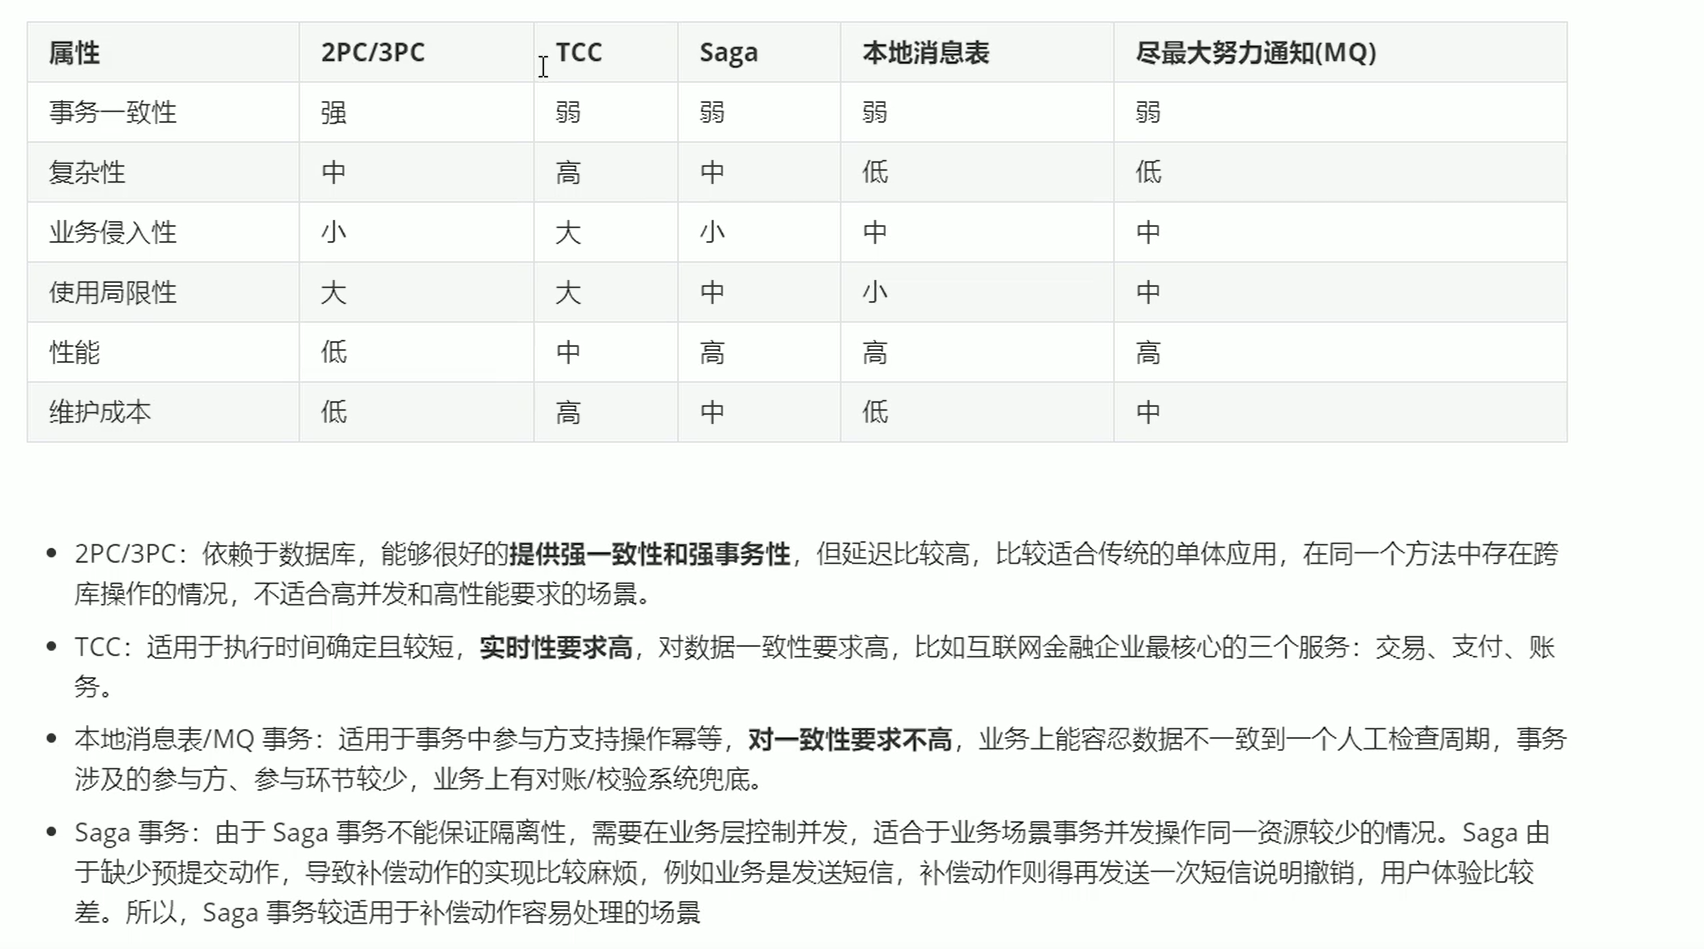 属性 2PC/3PC TCC Saga 本地消息表 尽最大努力通知(MQ)
事务一致性 强 弱 弱 弱 弱
复杂性 中 高 中 低 低
业务侵入性 小 大 小 中 中
使用局限性 大 大 中 小 中
性能 低 中 高 高 高
维护成本 低 高 中 低 中
• 2PC/3PC：依赖于数据库，能够很好的提供强一致性和强事务性，但延迟比较高，比较适合传统的单体应用，在同一个方法中存在跨
库操作的情况，不适合高并发和高性能要求的场景。
• TCC：适用于执行时间确定且较短，实时性要求高，对数据一致性要求高，比如互联网金融企业最核心的三个服务：交易、支付、账
务。
• 本地消息表/MQ 事务：适用于事务中参与方支持操作幂等，对一致性要求不高，业务上能容忍数据不一致到一个人工检查周期，事务
涉及的参与方、参与环节较少，业务上有对账/校验系统兜底。
• Saga 事务：由于 Saga 事务不能保证隔离性，需要在业务层控制并发，适合于业务场景事务并发操作同一资源较少的情况。Saga 由
于缺少预提交动作，导致补偿动作的实现比较麻烦，例如业务是发送短信，补偿动作则得再发送一次短信说明撤销，用户体验比较
差。所以，Saga 事务较适用于补偿动作容易处理的场景